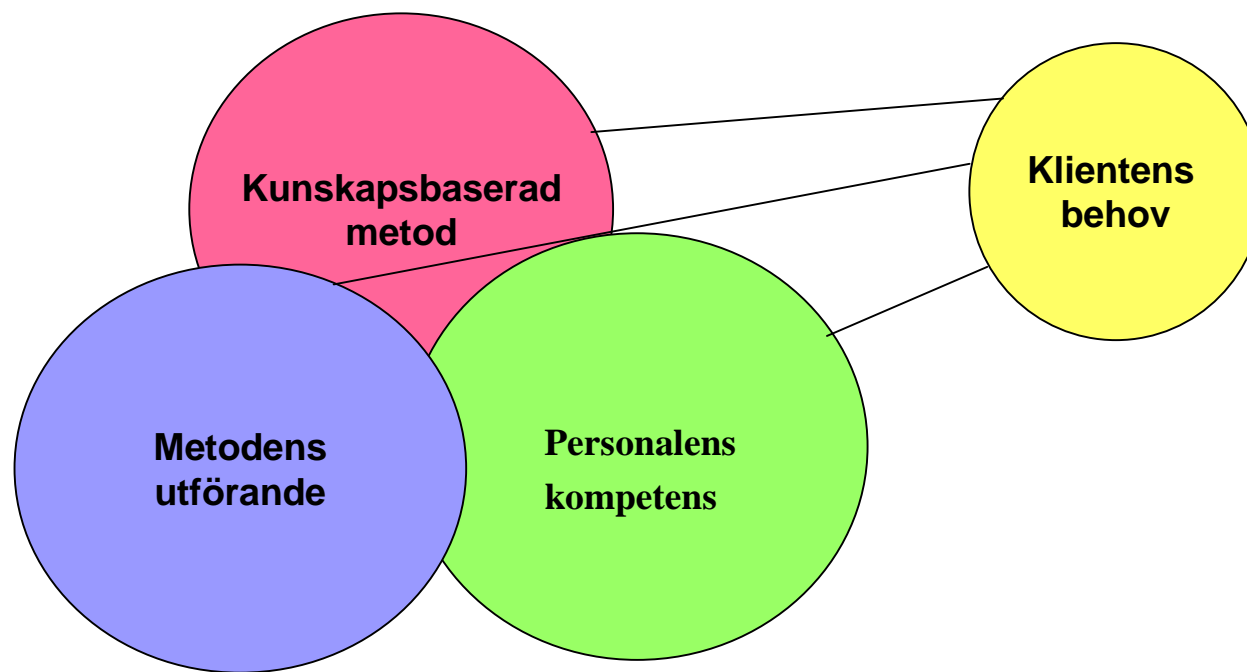 Kunskapsbaserad
metod
Klientens
behov
Metodens
utförande
Personalens
kompetens